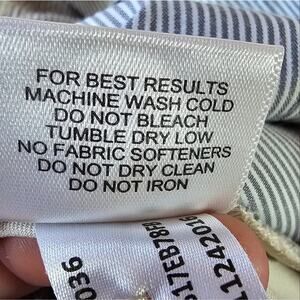 FOR BEST RESULTS
MACHINE WASH COLD
DO NOT BLEACH
TUMBLE DRY LOW
NO FABRIC SOFTENERS
DO NOT DRY CLEAN
DO NOT IRON
036